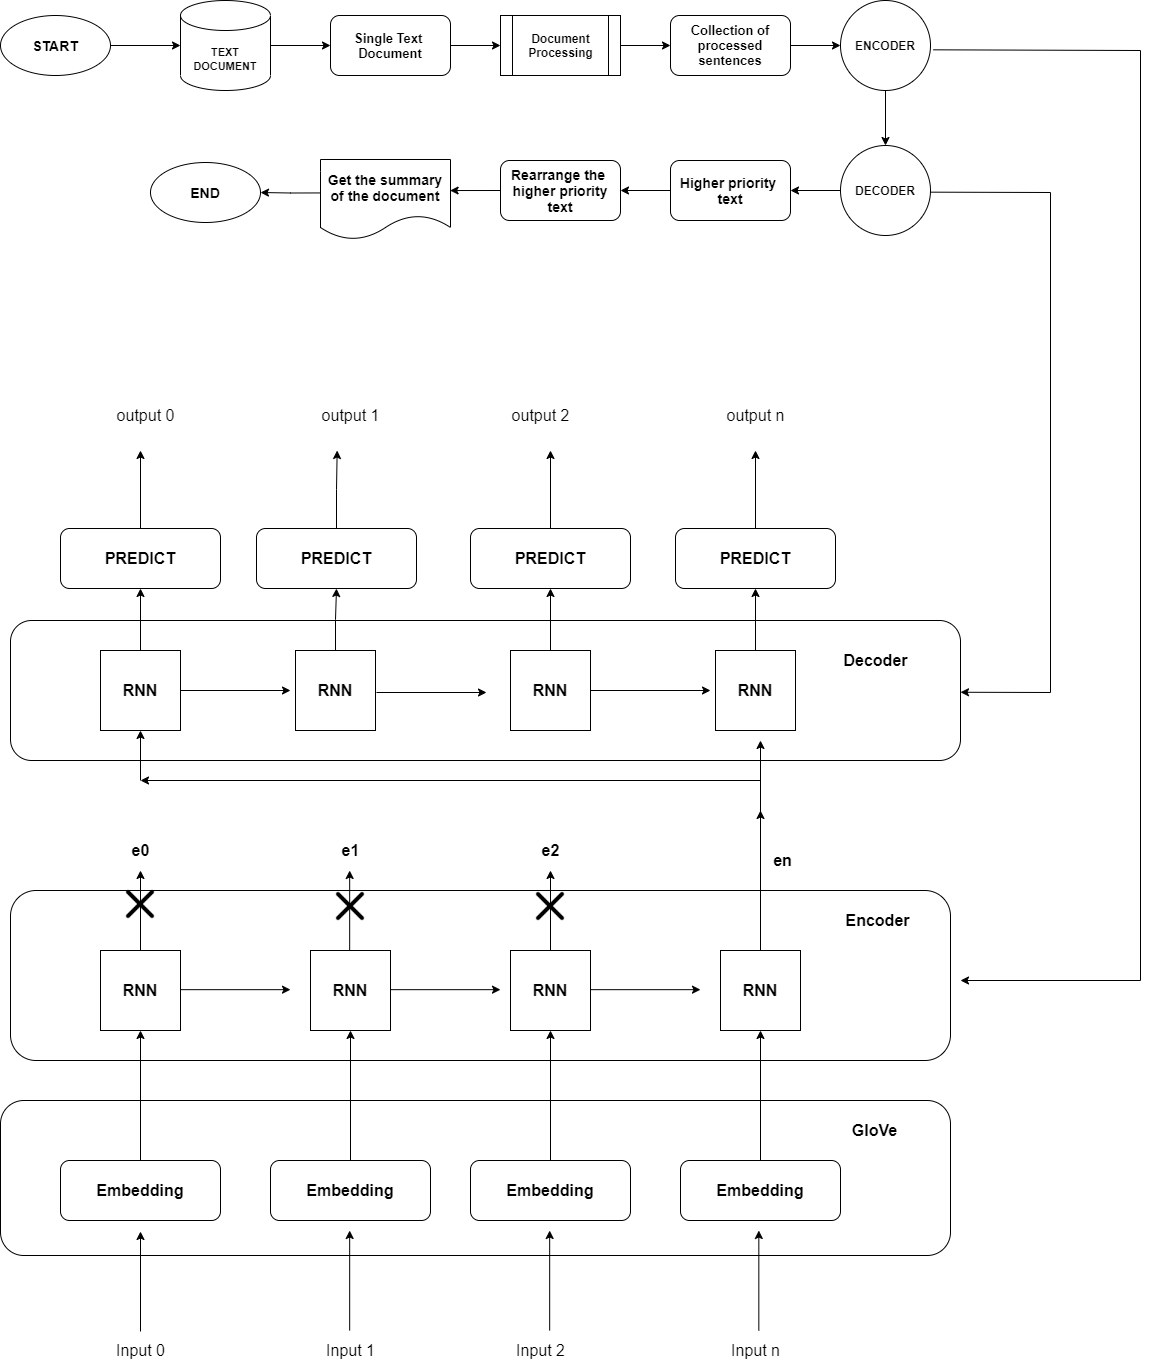 START
TEXT
DOCUMENT
Single Text
Document
Document
Processing
Collection of
processed
sentences
ENCODER
END
Get the summary
of the document
Rearrange the
higher priority
text
Higher priority
text
DECODER
output 0
output 1
output 2
output n
PREDICT
PREDICT
PREDICT
PREDICT
Decoder
RNN
RNN
RNN
RNN
e0
e1
e2
en
Encoder
RNN
RNN
RNN
RNN
GloVe
Embedding
Embedding
Embedding
Embedding
Input 0
Input 1
Input 2
Input n